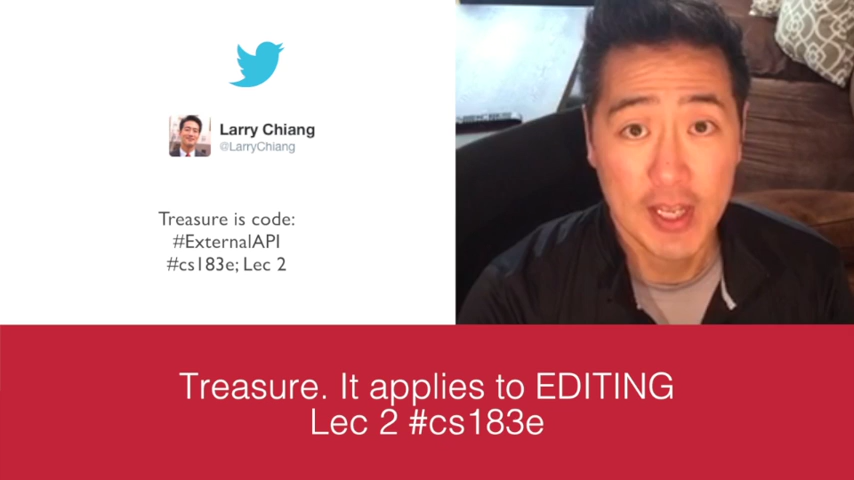 Larry Chiang
@LarryChiang
Treasure is code:
#ExternalAPI
#cs183e; Lec 2
Treasure. It applies to EDITING
Lec 2 #cs183e